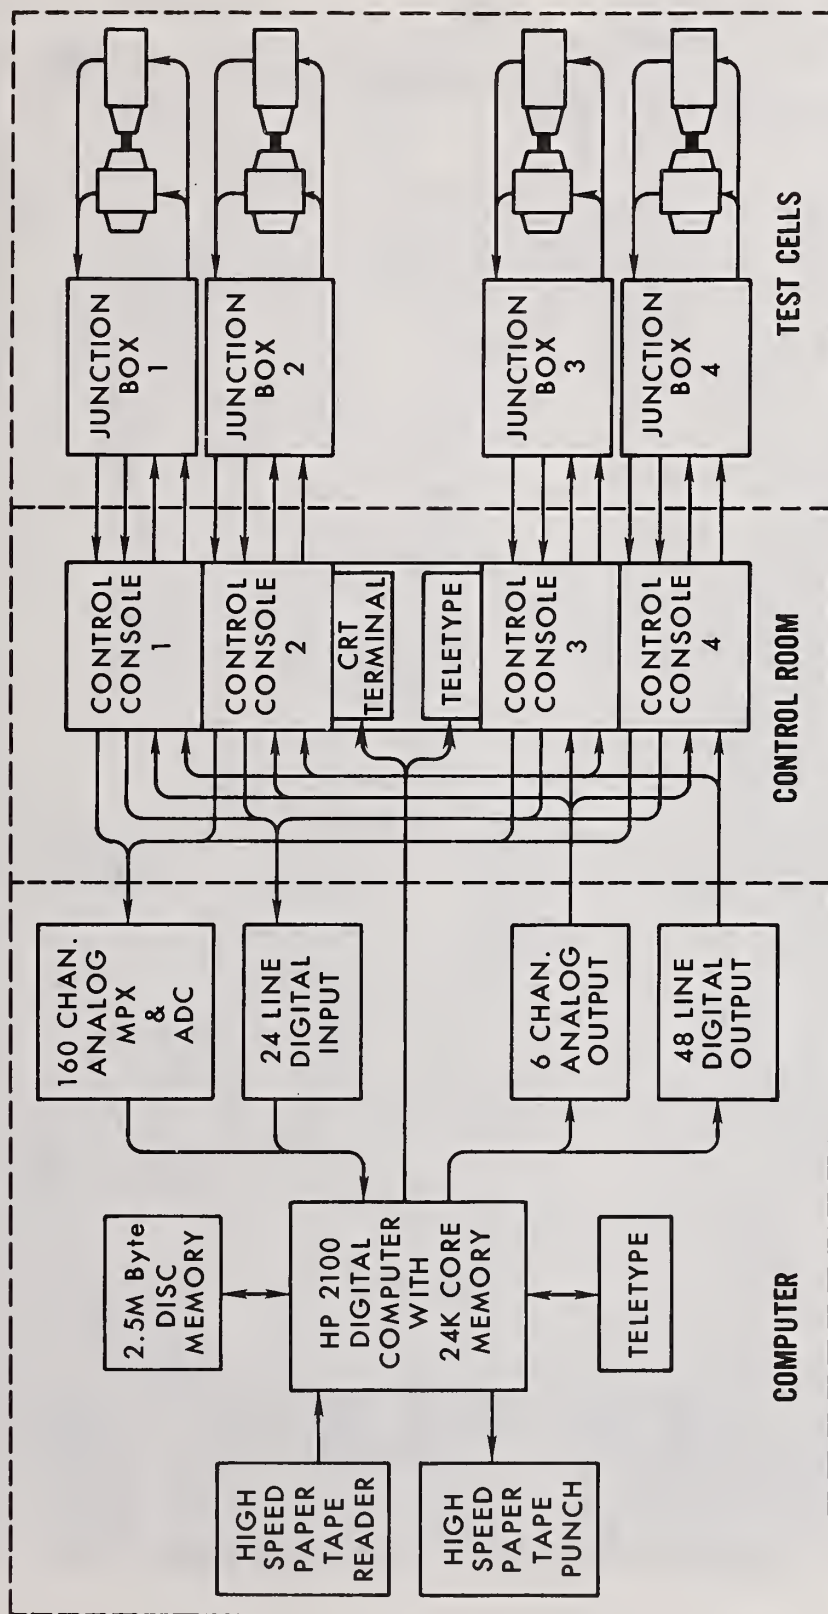 HIGH
SPEED
PAPER
TAPE
READER
HIGH
SPEED
PAPER
TAPE
PUNCH
2.5M Byte
DISC
MEMORY
HP 2100
DIGITAL
COMPUTER
WITH
24K CORE
MEMORY
TELETYPE
160 CHAN.
ANALOG
MPX
&
ADC
24 LINE
DIGITAL
INPUT
6 CHAN.
ANALOG
OUTPUT
48 LINE
DIGITAL
OUTPUT
COMPUTER
CONTROL
CONSOLE
1
CONTROL
CONSOLE
2
CRT
TERMINAL
TELETYPE
CONTROL
CONSOLE
3
CONTROL
CONSOLE
4
CONTROL ROOM
JUNCTION
BOX
1
JUNCTION
BOX
2
JUNCTION
BOX
3
JUNCTION
BOX
4
TEST CELLS